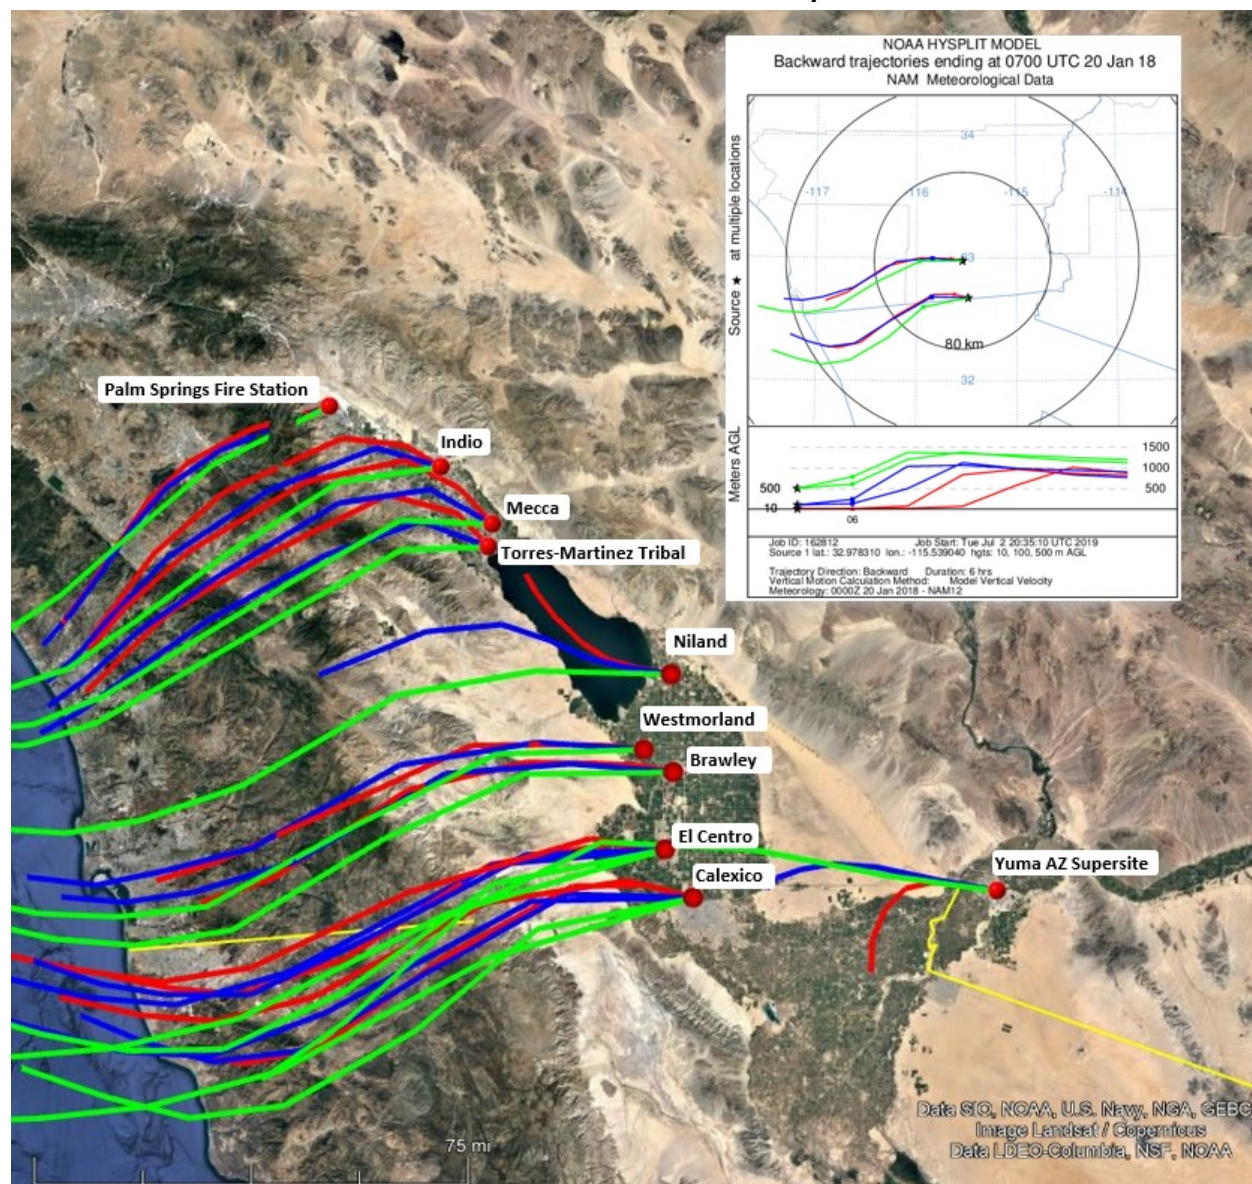 NOAA HYSPLIT MODEL
Backward trajectories ending at 0700 UTC 20 Jan 18
NAM Meteorological Data
Source ★ at multiple locations
34
-117
-116
-115
-114
33
80 km
32
Meters AGL
1500
1000
500
500
10
06
Job ID: 162812 Job Start: Tue Jul 2 20:35:10 UTC 2019
Source 1 lat.: 32.978310 lon.: -115.539040 hgts: 10, 100, 500 m AGL
Trajectory Direction: Backward Duration: 6 hrs
Vertical Motion Calculation Method: Model Vertical Velocity
Meteorology: 0000Z 20 Jan 2018 - NAM12
Palm Springs Fire Station
Indio
Mecca
Torres-Martinez Tribal
Niland
Westmorland
Brawley
El Centro
Calexico
Yuma AZ Supersite
75 mi
Data SIO, NOAA, U.S. Navy, NGA, GEBC
Image Landsat / Copernicus
Data LDEO-Columbia, NSF, NOAA